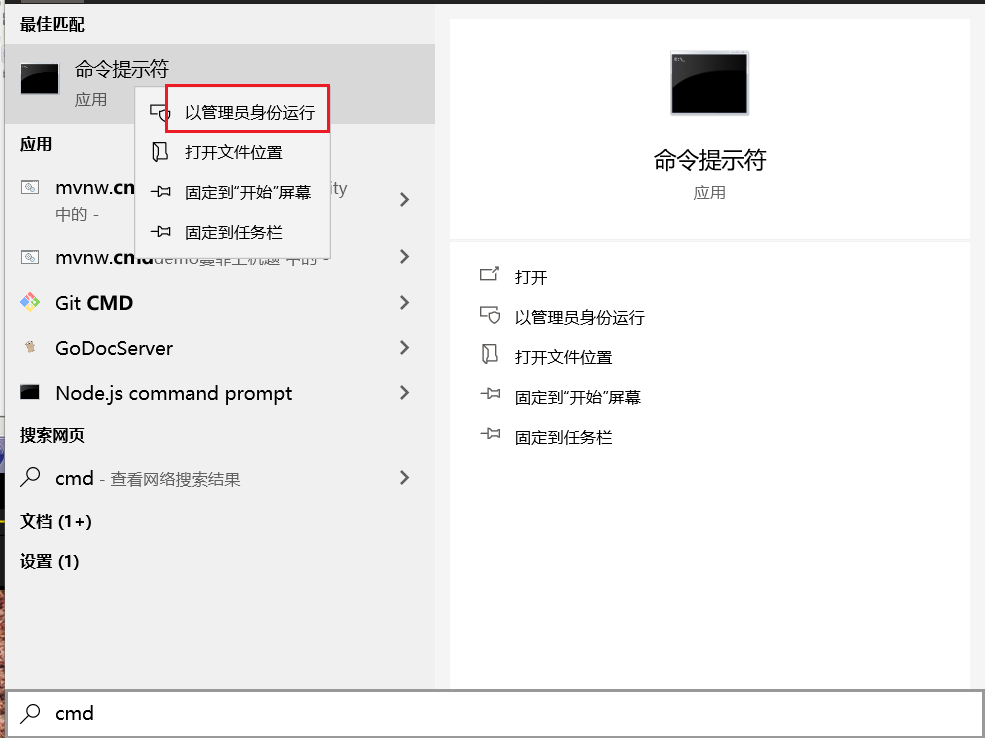 最佳匹配
命令提示符
应用
以管理员身份运行
打开文件位置
固定到“开始”屏幕
固定到任务栏
应用
mvnw.cm
中的 -
mvnw.cmd
中的 -
Git CMD
GoDocServer
Node.js command prompt
搜索网页
cmd - 查看网络搜索结果
文档 (1+)
设置 (1)
命令提示符
应用
打开
以管理员身份运行
打开文件位置
固定到“开始”屏幕
固定到任务栏
cmd